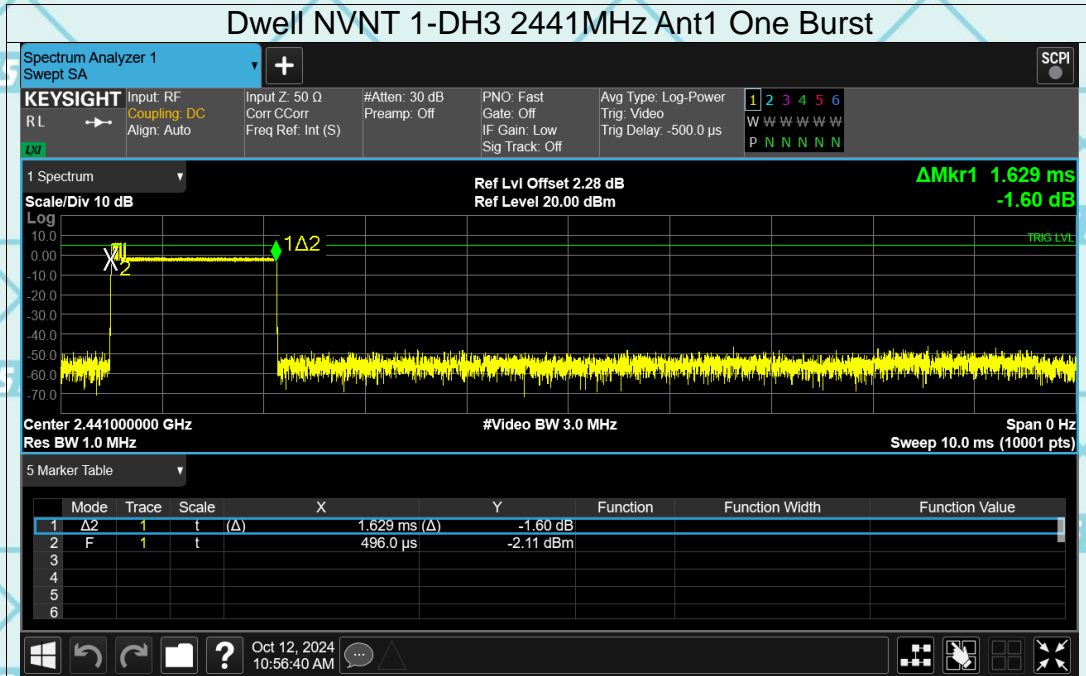 Dwell NVNT 1-DH3 2441MHz Ant1 One Burst
Spectrum Analyzer 1
Swept SA
+
SCPI
KEYSIGHT
RL
LXI
Input: RF
Coupling: DC
Align: Auto
Input Z: 50 Ω
Corr CCorr
Freq Ref: Int (S)
#Atten: 30 dB
Preamp: Off
PNO: Fast
Gate: Off
IF Gain: Low
Sig Track: Off
Avg Type: Log-Power
Trig: Video
Trig Delay: -500.0 µs
1 2 3 4 5 6
W W W W W W
P N N N N N
1 Spectrum
Scale/Div 10 dB
Ref Lvl Offset 2.28 dB
Ref Level 20.00 dBm
ΔMkr1 1.629 ms
-1.60 dB
Log
10.0
0.00
-10.0
-20.0
-30.0
-40.0
-50.0
-60.0
-70.0
TRIG LVL
1Δ2
2
Center 2.441000000 GHz
#Video BW 3.0 MHz
Span 0 Hz
Res BW 1.0 MHz
Sweep 10.0 ms (10001 pts)
5 Marker Table
Mode Trace Scale X Y Function Function Width Function Value
1 Δ2 1 t (Δ) 1.629 ms (Δ) -1.60 dB
2 F 1 t 496.0 µs -2.11 dBm
3
4
5
6
?
Oct 12, 2024
10:56:40 AM